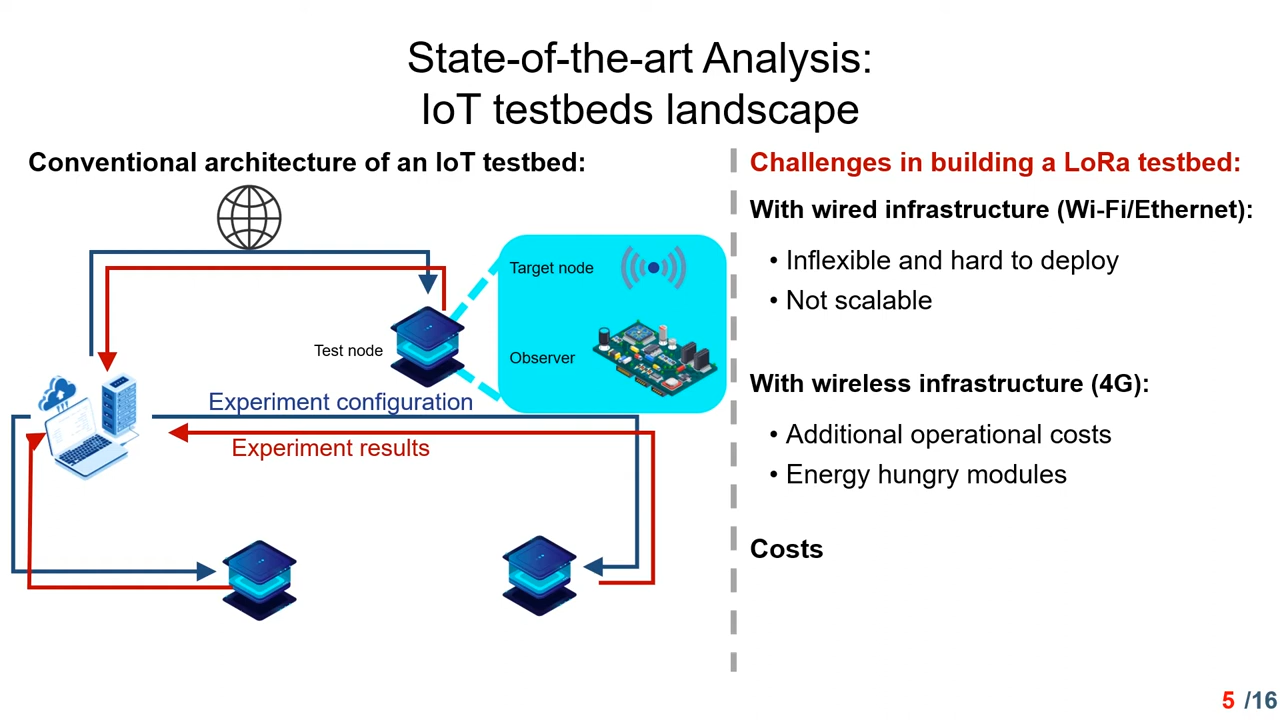 State-of-the-art Analysis:
IoT testbeds landscape
Conventional architecture of an IoT testbed:
Target node
Test node
Observer
Experiment configuration
Experiment results
Challenges in building a LoRa testbed:
With wired infrastructure (Wi-Fi/Ethernet):
• Inflexible and hard to deploy
• Not scalable
With wireless infrastructure (4G):
• Additional operational costs
• Energy hungry modules
Costs
5 /16